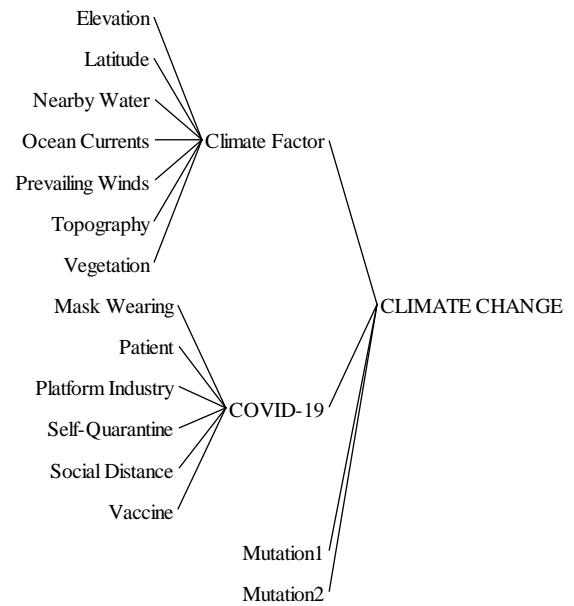 Elevation
Latitude
Nearby Water
Ocean Currents
Climate Factor
Prevailing Winds
Topography
Vegetation
Mask Wearing
CLIMATE CHANGE
Patient
Platform Industry
COVID-19
Self-Quarantine
Social Distance
Vaccine
Mutation1
Mutation2